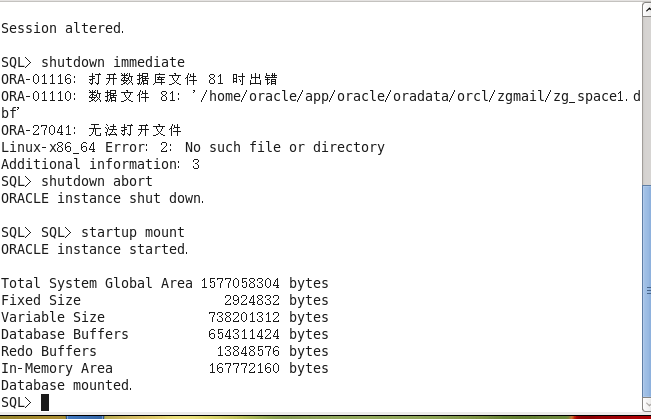 Session altered.
SQL> shutdown immediate
ORA-01116: 打开数据库文件 81 时出错
ORA-01110: 数据文件 81: '/home/oracle/app/oracle/oradata/orcl/zgmail/zg_space1.d
bf'
ORA-27041: 无法打开文件
Linux-x86_64 Error: 2: No such file or directory
Additional information: 3
SQL> shutdown abort
ORACLE instance shut down.
SQL> SQL> startup mount
ORACLE instance started.
Total System Global Area 1577058304 bytes
Fixed Size 2924832 bytes
Variable Size 738201312 bytes
Database Buffers 654311424 bytes
Redo Buffers 13848576 bytes
In-Memory Area 167772160 bytes
Database mounted.
SQL>